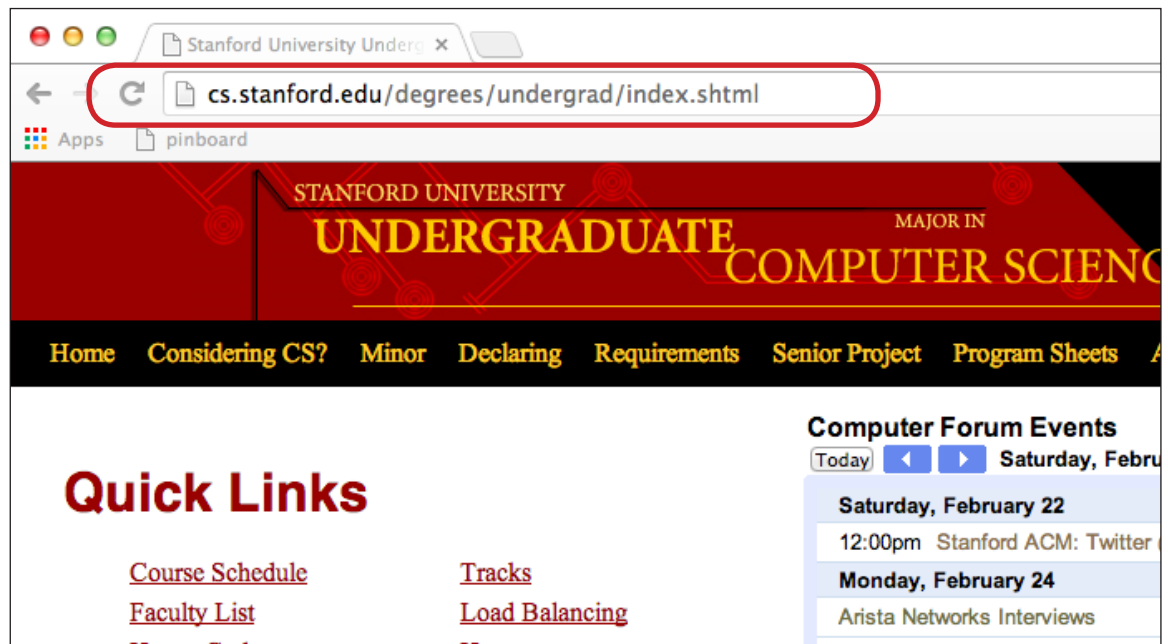 Stanford University Underg
cs.stanford.edu/degrees/undergrad/index.shtml
Apps pinboard
STANFORD UNIVERSITY
UNDERGRADUATE
MAJOR IN
COMPUTER SCIENC
Home Considering CS? Minor Declaring Requirements Senior Project Program Sheets A
Quick Links
Course Schedule Tracks
Faculty List Load Balancing
Computer Forum Events
Today Saturday, Febru
Saturday, February 22
12:00pm Stanford ACM: Twitter
Monday, February 24
Arista Networks Interviews